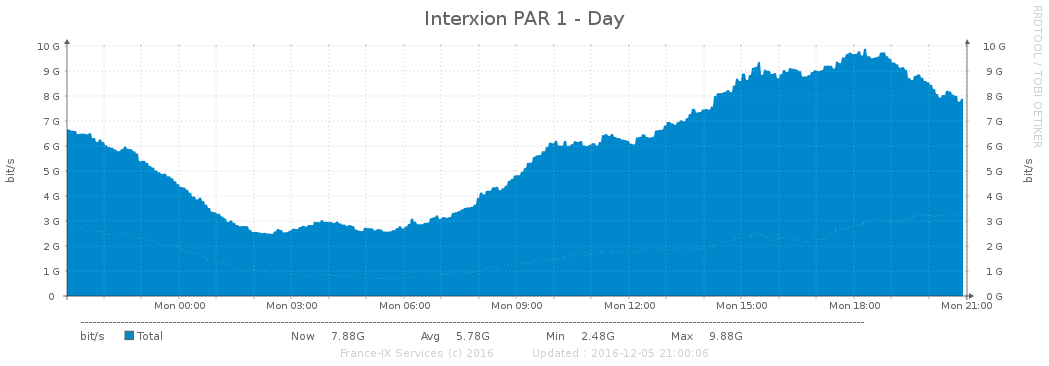 Interxion PAR 1 - Day
RRDTOOL / TOBI OETIKER
bit/s
10 G
9 G
8 G
7 G
6 G
5 G
4 G
3 G
2 G
1 G
0
10 G
9 G
8 G
7 G
6 G
5 G
4 G
3 G
2 G
1 G
0 G
bit/s
Mon 00:00 Mon 03:00 Mon 06:00 Mon 09:00 Mon 12:00 Mon 15:00 Mon 18:00 Mon 21:00
bit/s Total Now 7.88G Avg 5.78G Min 2.48G Max 9.88G
France-IX Services (c) 2016 Updated : 2016-12-05 21:00:06